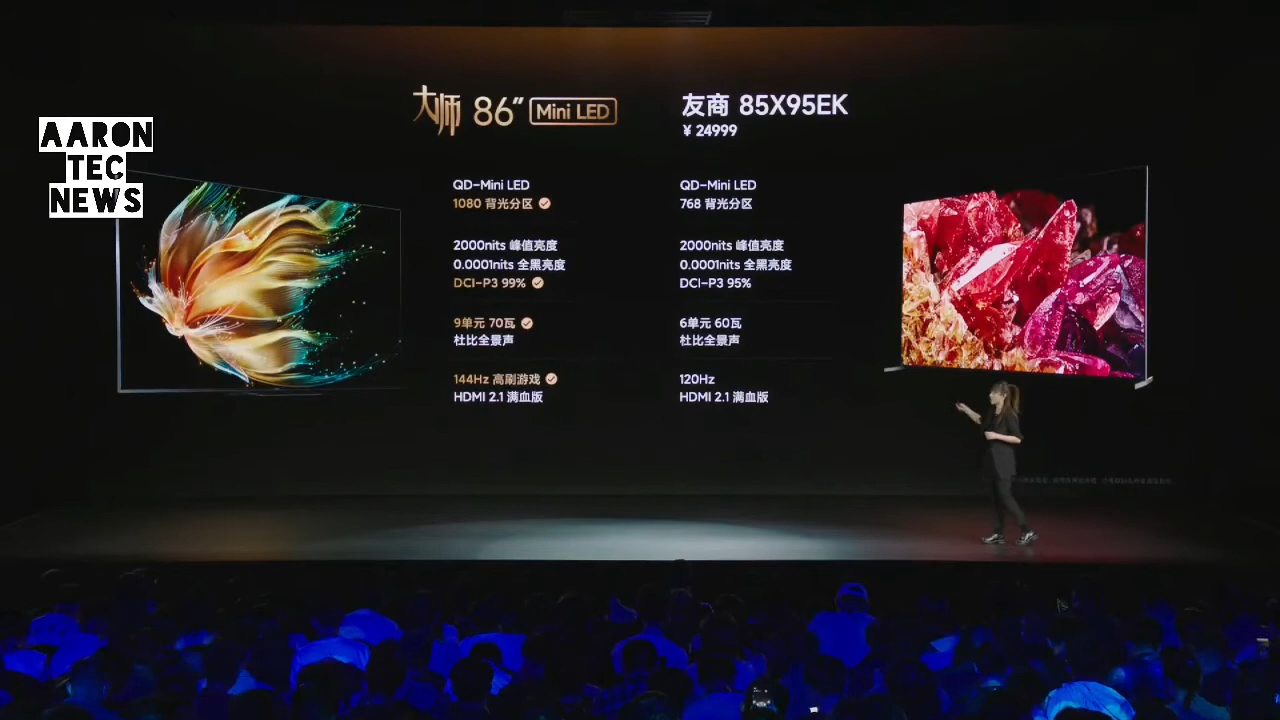 AARON
TEC
NEWS
大师 86” Mini LED
友商 85X95EK
¥ 24999
QD-Mini LED
1080 背光分区
2000nits 峰值亮度
0.0001nits 全黑亮度
DCI-P3 99%
9单元 70瓦
杜比全景声
144Hz 高刷游戏
HDMI 2.1 满血版
QD-Mini LED
768 背光分区
2000nits 峰值亮度
0.0001nits 全黑亮度
DCI-P3 95%
6单元 60瓦
杜比全景声
120Hz
HDMI 2.1 满血版